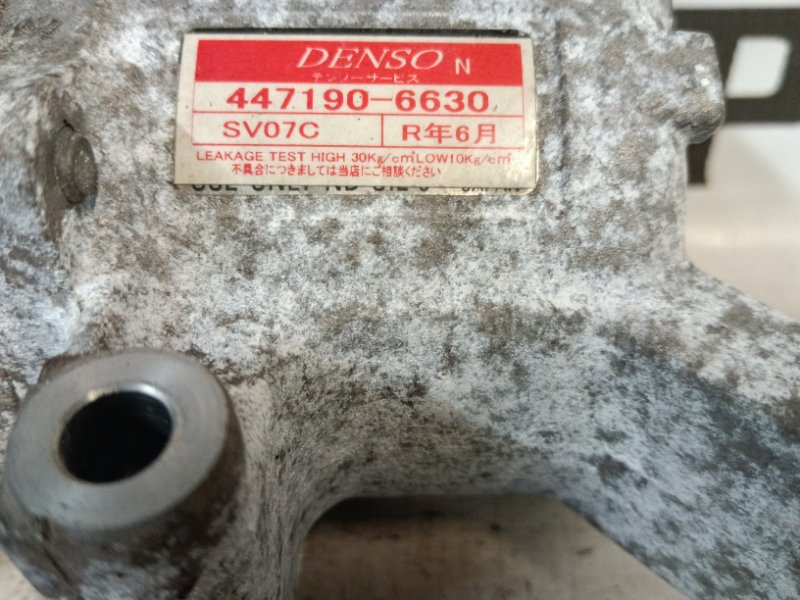 DENSO N
デンソーサービス
447190-6630
SV07C R年6月
LEAKAGE TEST HIGH 30Kg/cm² LOW10Kg/cm²
不具合につきましては当店にご相談ください